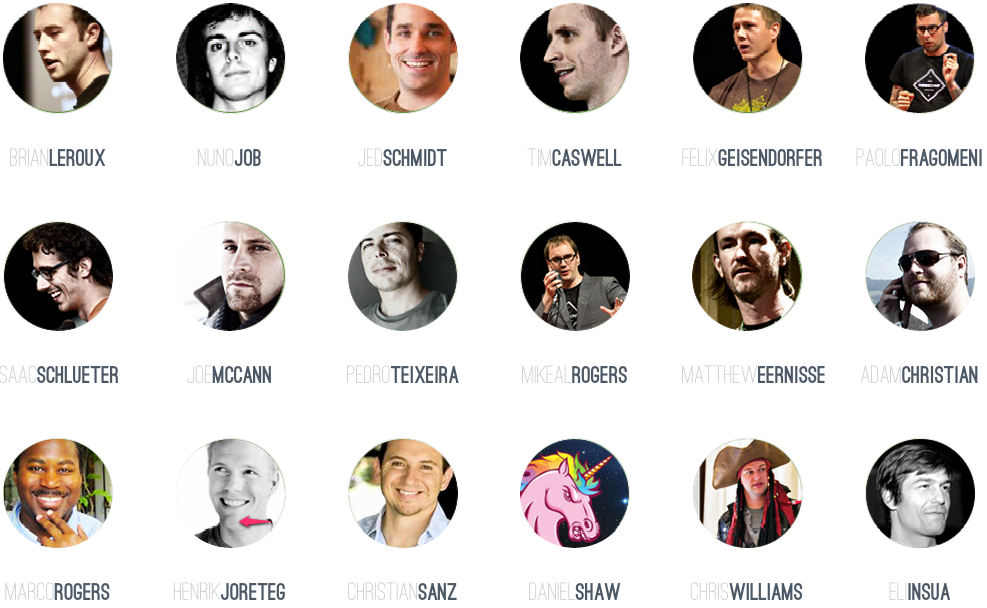 BRIANLEROUX NUNOJOB JEDSCHMIDT TIMCASWELL FELIXGEISENDORFER PAOLOFRAGOMENI
SAACSCHLUETER JOEMCCANN PEDROTEIXEIRA MIKEALROGERS MATTHEWEERNISSE ADAMCHRISTIAN
MARCOROGERS HENRIKJORETEG CHRISTIANSANZ DANIELSHAW CHRISWILLIAMS ELIINSUA